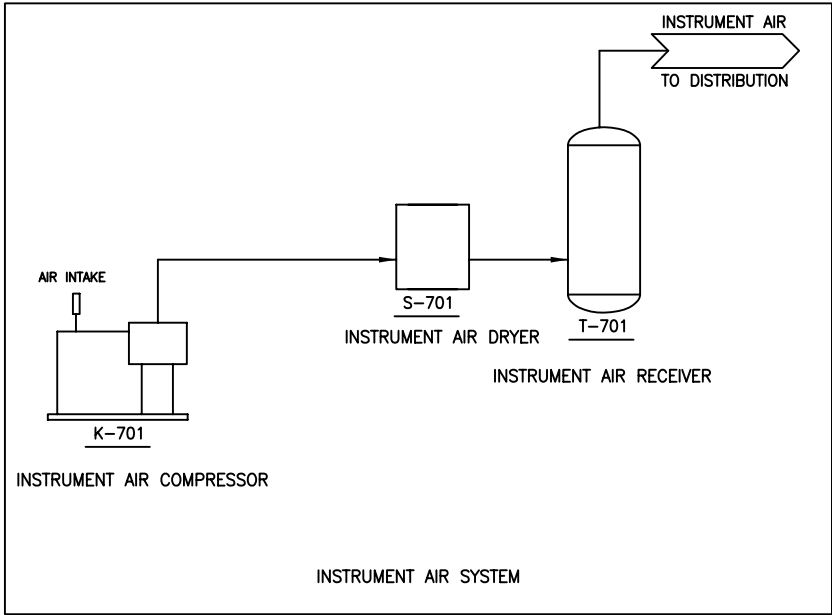 INSTRUMENT AIR
TO DISTRIBUTION
AIR INTAKE
S-701
INSTRUMENT AIR DRYER
T-701
INSTRUMENT AIR RECEIVER
K-701
INSTRUMENT AIR COMPRESSOR
INSTRUMENT AIR SYSTEM